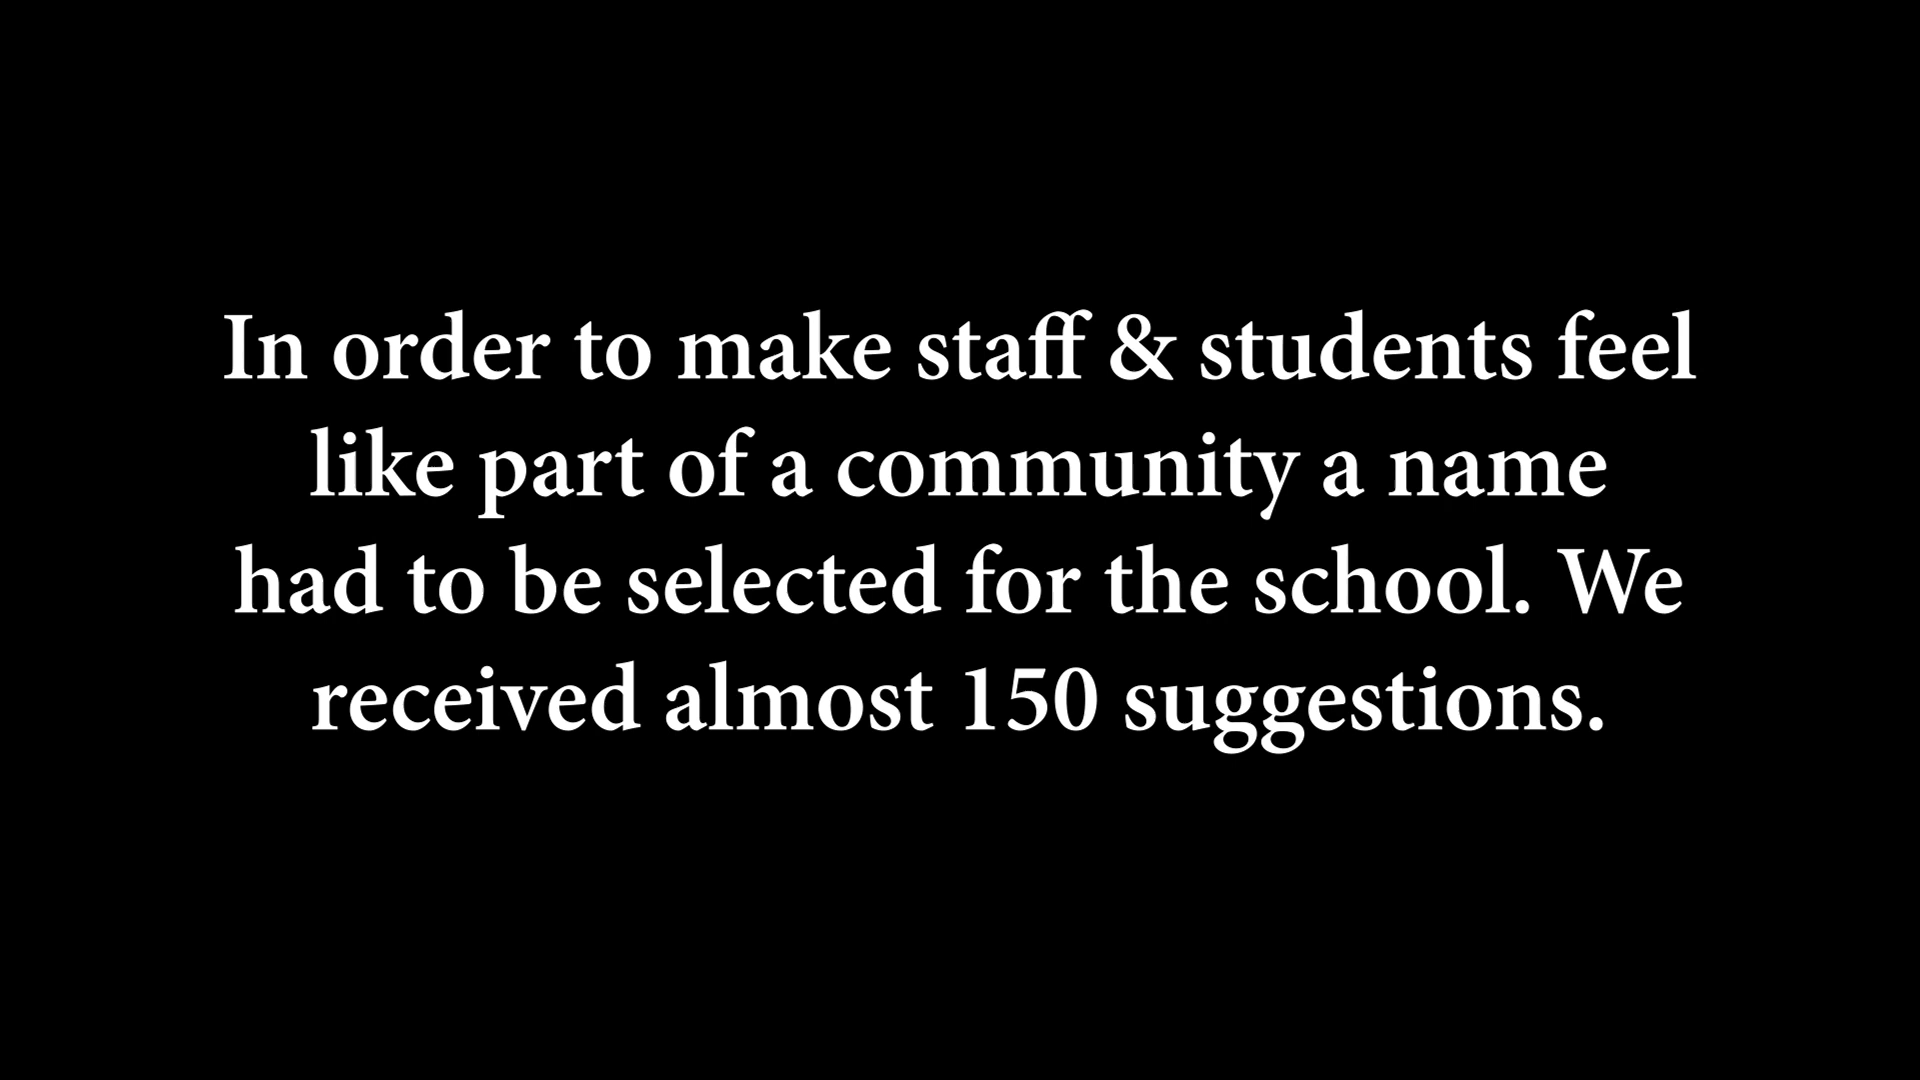 In order to make staff & students feel
like part of a community a name
had to be selected for the school. We
received almost 150 suggestions.